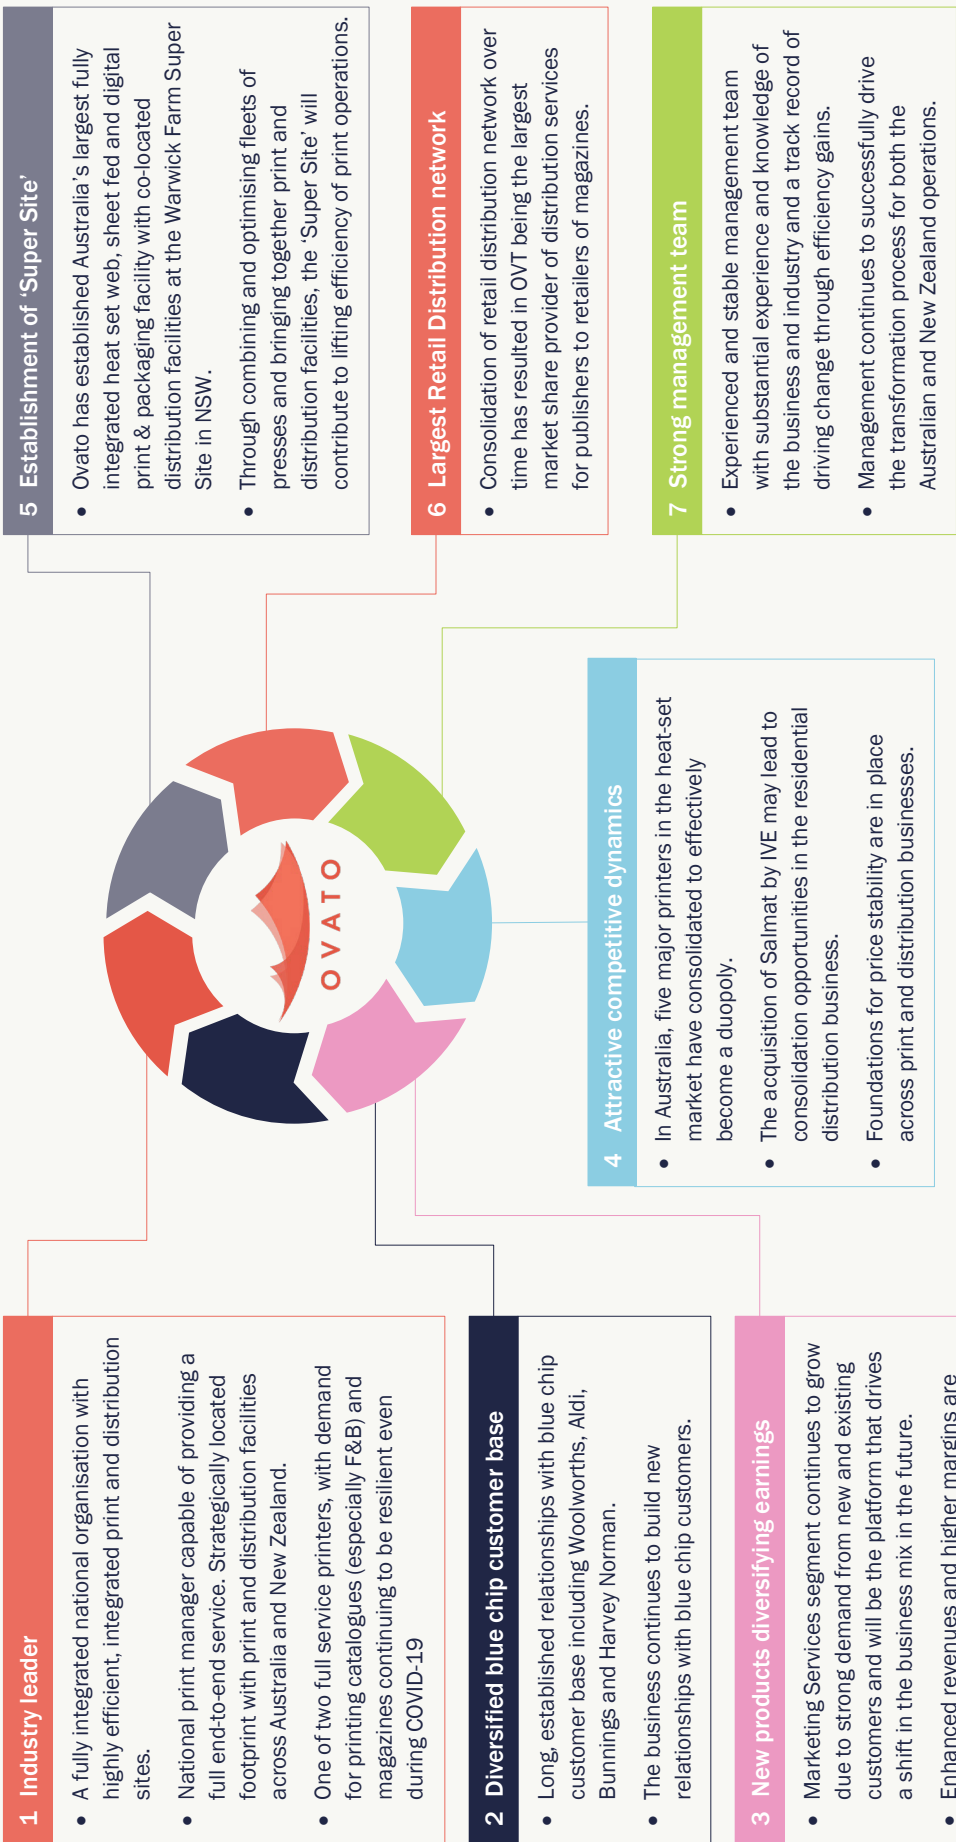 1 Industry leader
• A fully integrated national organisation with
highly efficient, integrated print and distribution
sites.
• National print manager capable of providing a
full end-to-end service. Strategically located
footprint with print and distribution facilities
across Australia and New Zealand.
• One of two full service printers, with demand
for printing catalogues (especially F&B) and
magazines continuing to be resilient even
during COVID-19
2 Diversified blue chip customer base
• Long, established relationships with blue chip
customer base including Woolworths, Aldi,
Bunnings and Harvey Norman.
• The business continues to build new
relationships with blue chip customers.
3 New products diversifying earnings
• Marketing Services segment continues to grow
due to strong demand from new and existing
customers and will be the platform that drives
a shift in the business mix in the future.
• Enhanced revenues and higher margins are
OVATO
4 Attractive competitive dynamics
• In Australia, five major printers in the heat-set
market have consolidated to effectively
become a duopoly.
• The acquisition of Salmat by IVE may lead to
consolidation opportunities in the residential
distribution business.
• Foundations for price stability are in place
across print and distribution businesses.
5 Establishment of ‘Super Site’
• Ovato has established Australia’s largest fully
integrated heat set web, sheet fed and digital
print & packaging facility with co-located
distribution facilities at the Warwick Farm Super
Site in NSW.
• Through combining and optimising fleets of
presses and bringing together print and
distribution facilities, the ‘Super Site’ will
contribute to lifting efficiency of print operations.
6 Largest Retail Distribution network
• Consolidation of retail distribution network over
time has resulted in OVT being the largest
market share provider of distribution services
for publishers to retailers of magazines.
7 Strong management team
• Experienced and stable management team
with substantial experience and knowledge of
the business and industry and a track record of
driving change through efficiency gains.
• Management continues to successfully drive
the transformation process for both the
Australian and New Zealand operations.